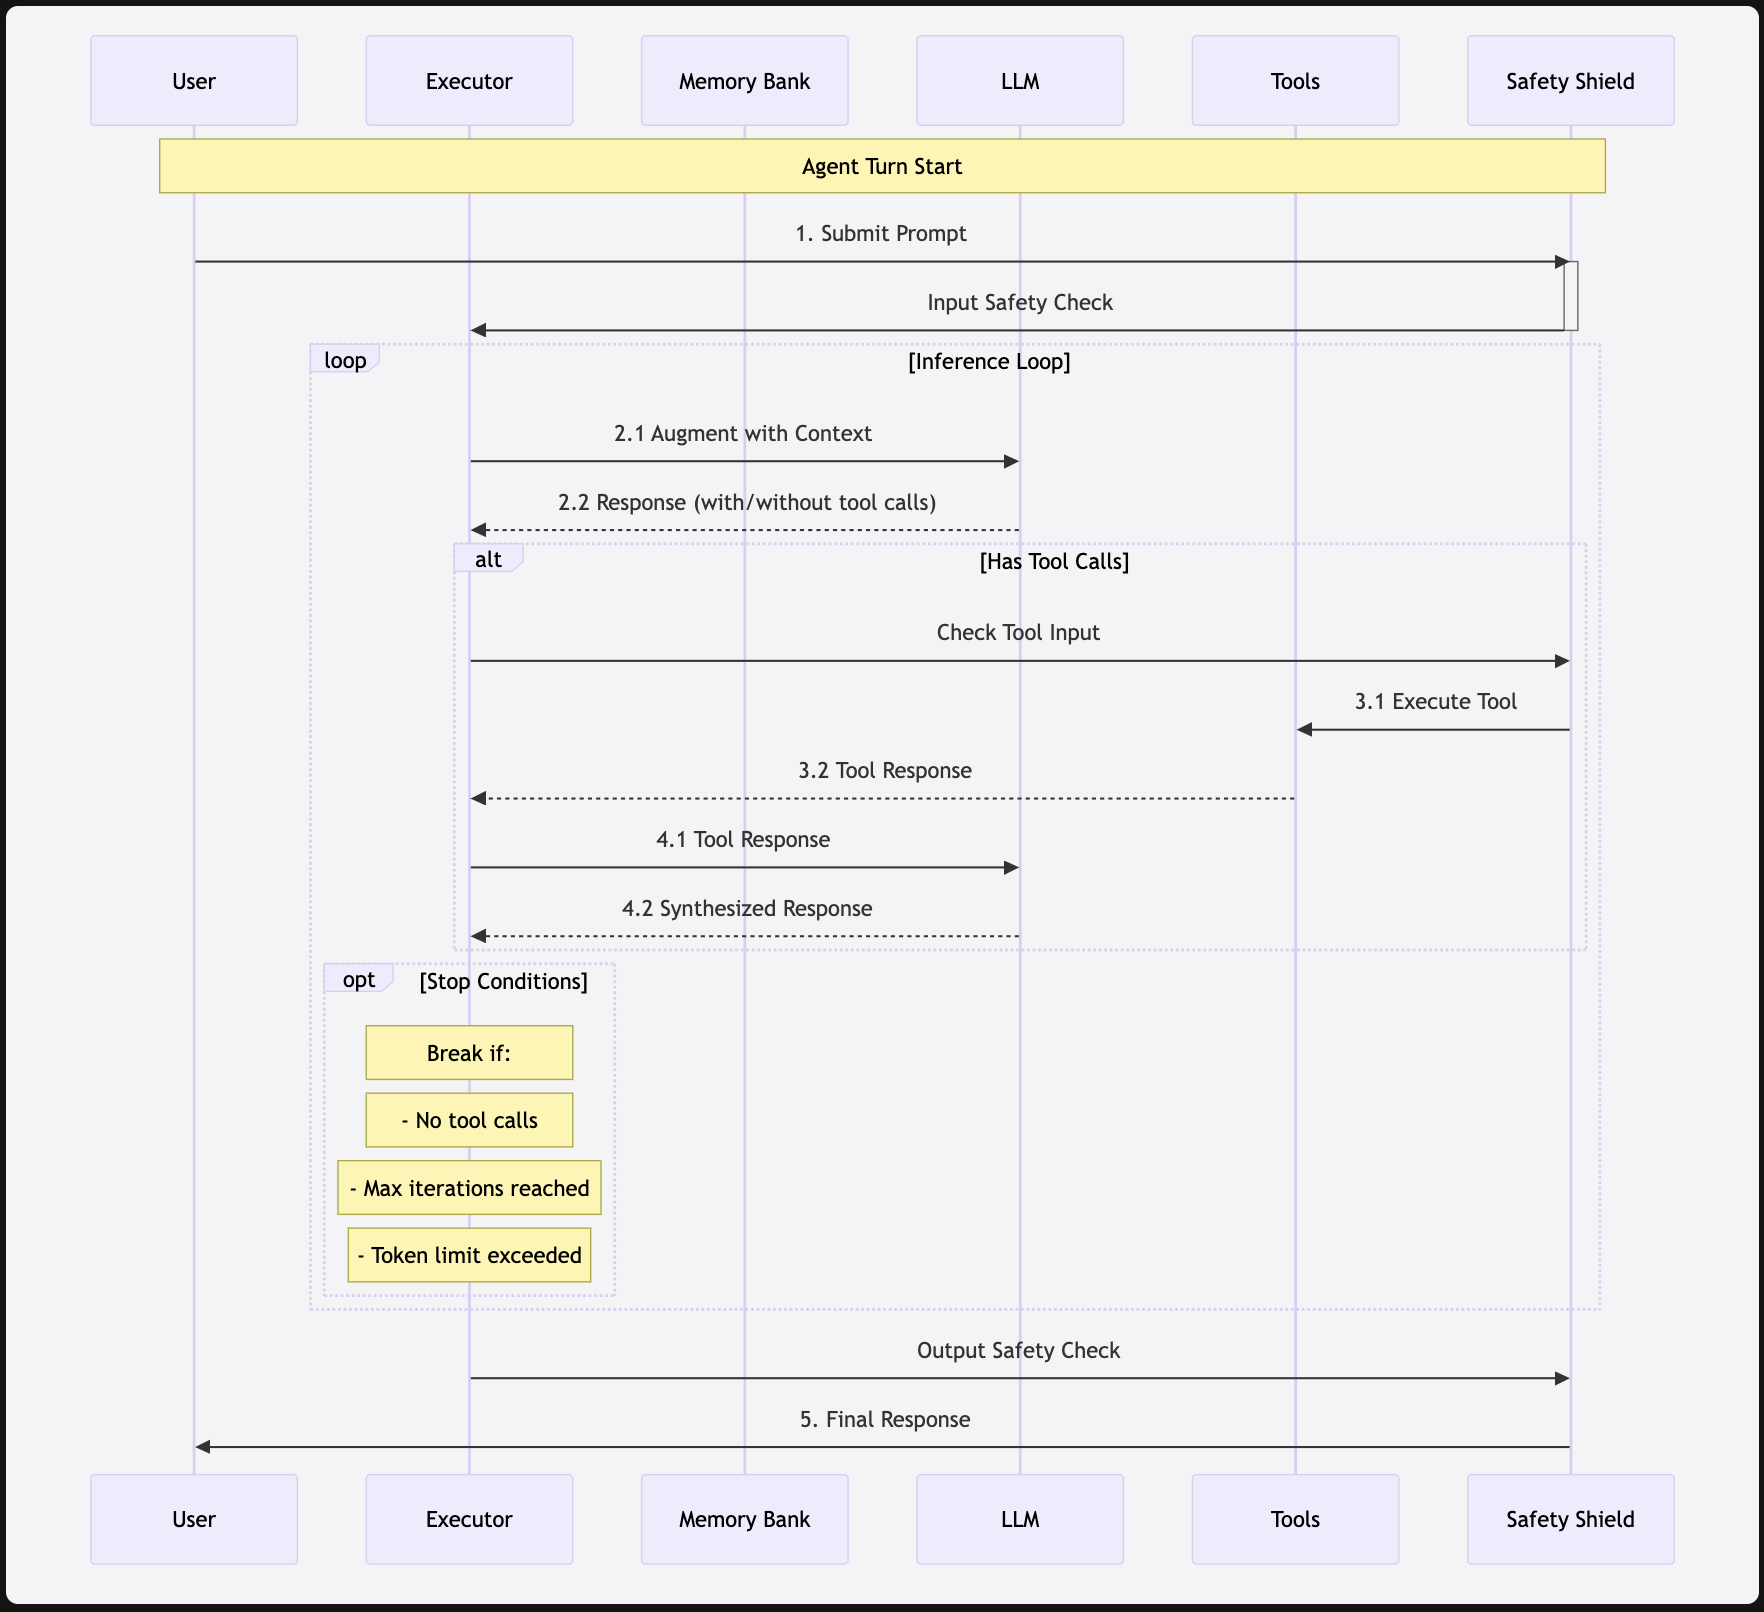 User
Executor
Memory Bank
LLM
Tools
Safety Shield
Agent Turn Start
1. Submit Prompt
Input Safety Check
loop
[Inference Loop]
2.1 Augment with Context
2.2 Response (with/without tool calls)
alt
[Has Tool Calls]
Check Tool Input
3.1 Execute Tool
3.2 Tool Response
4.1 Tool Response
4.2 Synthesized Response
opt
[Stop Conditions]
Break if:
- No tool calls
- Max iterations reached
- Token limit exceeded
Output Safety Check
5. Final Response
User
Executor
Memory Bank
LLM
Tools
Safety Shield